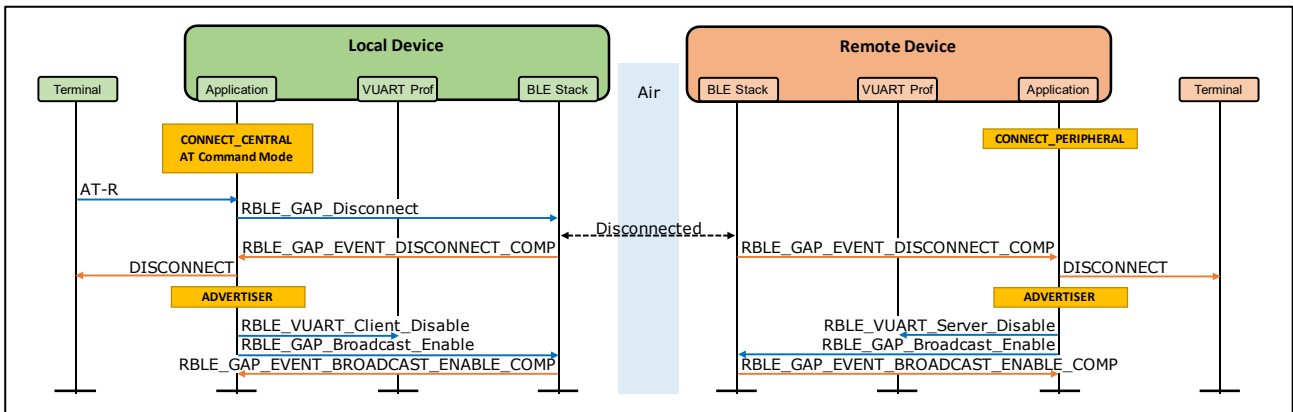 Local Device
Remote Device
Terminal
Application
VUART Prof
BLE Stack
Air
BLE Stack
VUART Prof
Application
Terminal
CONNECT_CENTRAL
AT Command Mode
CONNECT_PERIPHERAL
AT-R
RBLE_GAP_Disconnect
Disconnected
RBLE_GAP_EVENT_DISCONNECT_COMP
RBLE_GAP_EVENT_DISCONNECT_COMP
DISCONNECT
DISCONNECT
ADVERTISER
ADVERTISER
RBLE_VUART_Client_Disable
RBLE_VUART_Server_Disable
RBLE_GAP_Broadcast_Enable
RBLE_GAP_Broadcast_Enable
RBLE_GAP_EVENT_BROADCAST_ENABLE_COMP
RBLE_GAP_EVENT_BROADCAST_ENABLE_COMP